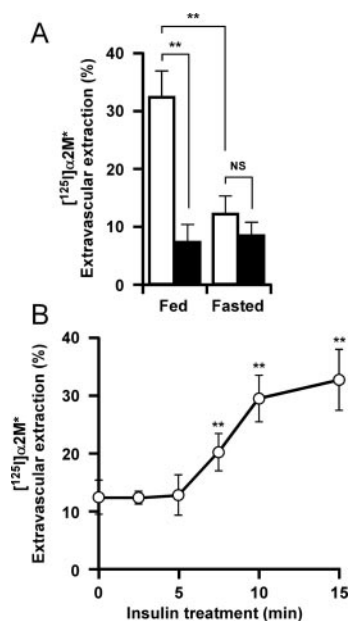 A
**
**
NS
[¹²⁵I]α2M*
Extravascular extraction (%)
40
30
20
10
0
Fed Fasted
B
[¹²⁵I]α2M*
Extravascular extraction (%)
40
30
20
10
0
** ** **
0 5 10 15
Insulin treatment (min)